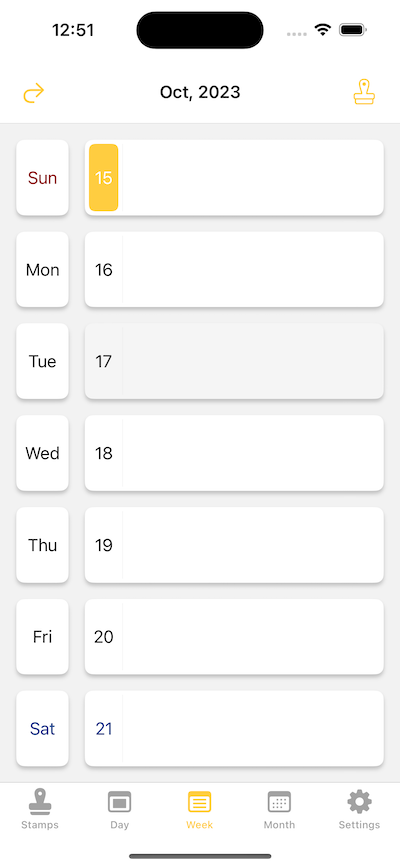 12:51
Oct, 2023
Sun 15
Mon 16
Tue 17
Wed 18
Thu 19
Fri 20
Sat 21
Stamps Day Week Month Settings